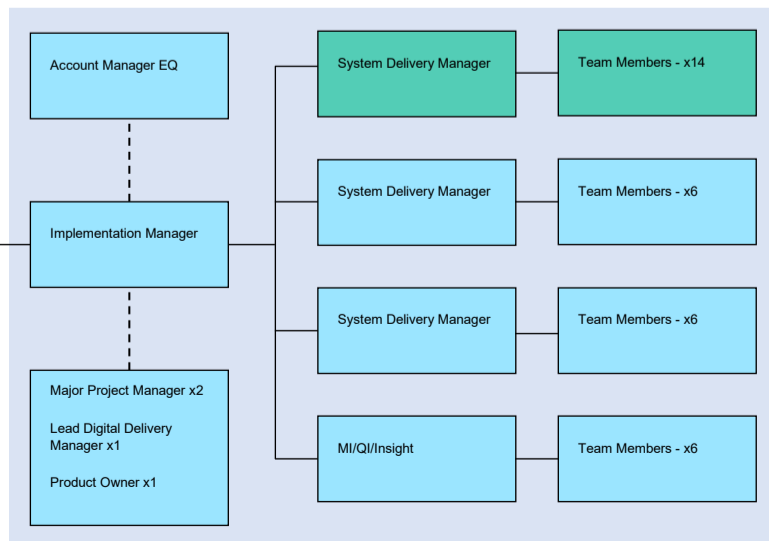 Account Manager EQ
Implementation Manager
Major Project Manager x2
Lead Digital Delivery
Manager x1
Product Owner x1
System Delivery Manager
Team Members - x14
System Delivery Manager
Team Members - x6
System Delivery Manager
Team Members - x6
MI/QI/Insight
Team Members - x6